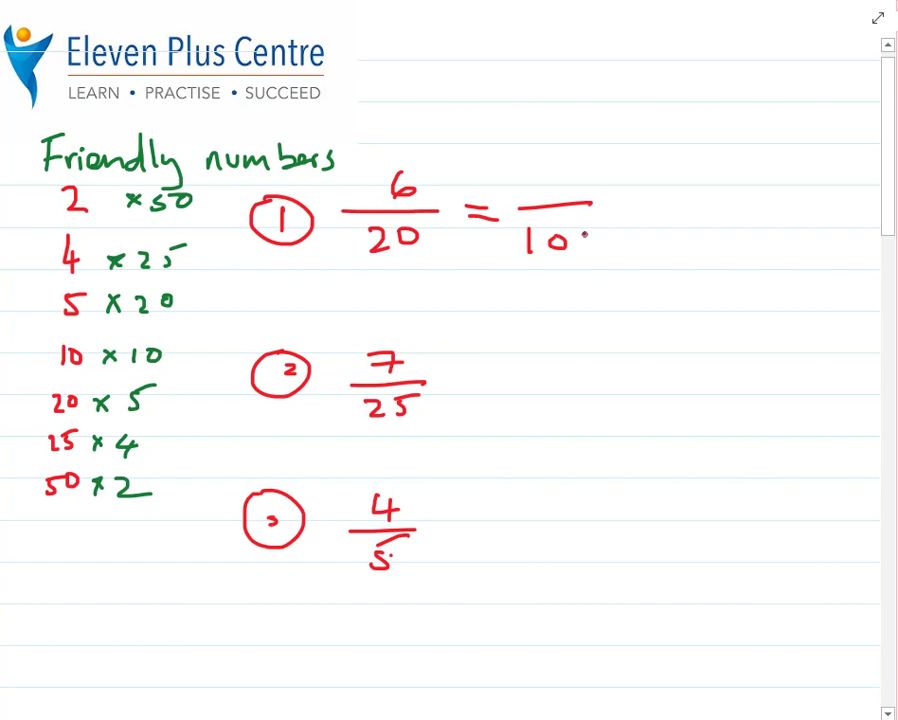 Eleven Plus Centre
LEARN • PRACTISE • SUCCEED
Friendly numbers
2 × 50
4 × 25
5 × 20
10 × 10
20 × 5
25 × 4
50 × 2
① 6/20 = /10
② 7/25
③ 4/5